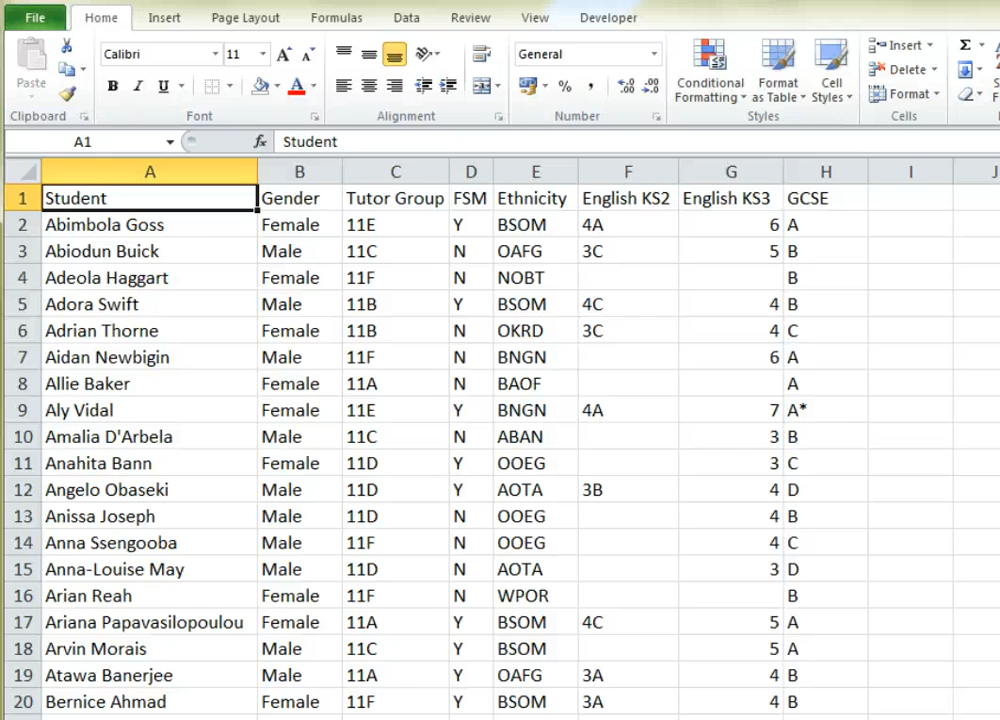 File Home Insert Page Layout Formulas Data Review View Developer
Calibri 11 General Insert Σ
Paste Conditional Format Cell Delete
B I U % , Formatting as Table Styles Format
Clipboard Font Alignment Number Styles Cells
A1 fx Student
A B C D E F G H I J
1 Student Gender Tutor Group FSM Ethnicity English KS2 English KS3 GCSE
2 Abimbola Goss Female 11E Y BSOM 4A 6 A
3 Abiodun Buick Male 11C N OAFG 3C 5 B
4 Adeola Haggart Female 11F N NOBT B
5 Adora Swift Male 11B Y BSOM 4C 4 B
6 Adrian Thorne Female 11B N OKRD 3C 4 C
7 Aidan Newbigin Male 11F N BNGN 6 A
8 Allie Baker Female 11A N BAOF A
9 Aly Vidal Female 11E Y BNGN 4A 7 A*
10 Amalia D'Arbela Male 11C N ABAN 3 B
11 Anahita Bann Female 11D Y OOEG 3 C
12 Angelo Obaseki Male 11D Y AOTA 3B 4 D
13 Anissa Joseph Male 11D N OOEG 4 B
14 Anna Ssengooba Male 11F N OOEG 4 C
15 Anna-Louise May Male 11D N AOTA 3 D
16 Arian Reah Female 11F N WPOR B
17 Ariana Papavasilopoulou Female 11A Y BSOM 4C 5 A
18 Arvin Morais Male 11C Y BSOM 5 A
19 Atawa Banerjee Male 11A Y OAFG 3A 4 B
20 Bernice Ahmad Female 11F Y BSOM 3A 4 B